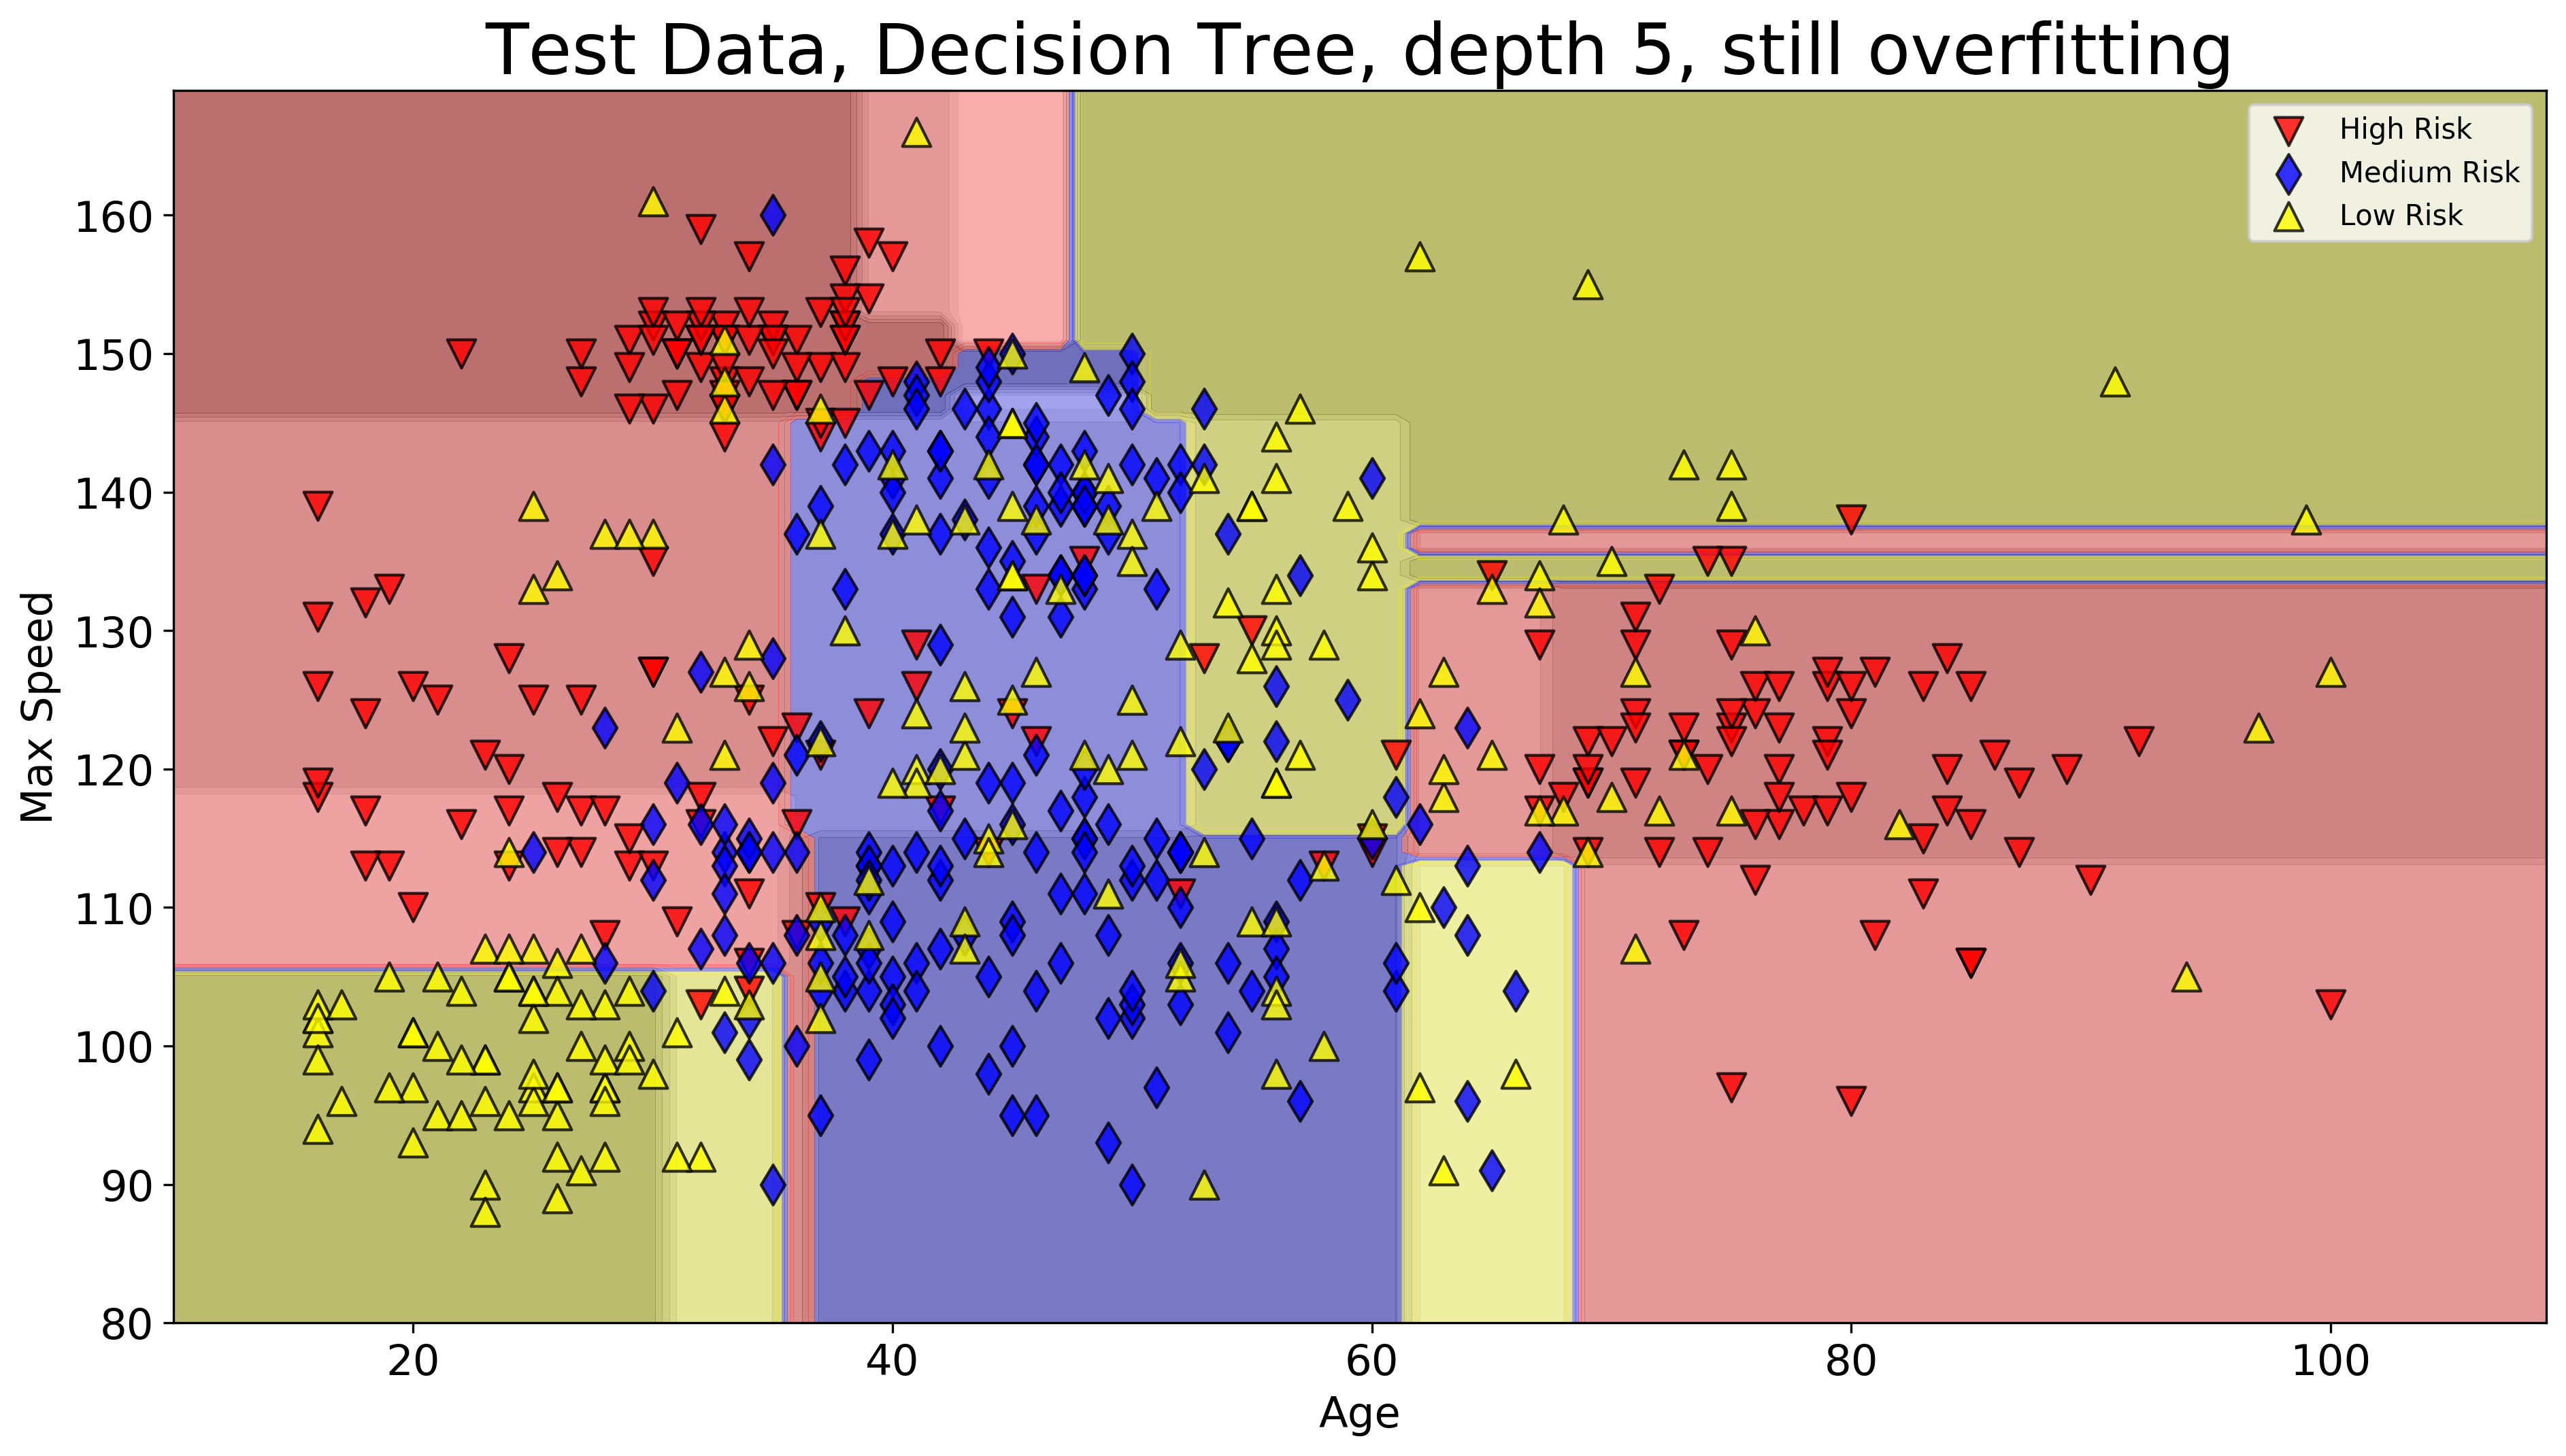 Test Data, Decision Tree, depth 5, still overfitting
High Risk
Medium Risk
Low Risk
160
150
140
130
120
110
100
90
80
Max Speed
20
40
60
80
100
Age